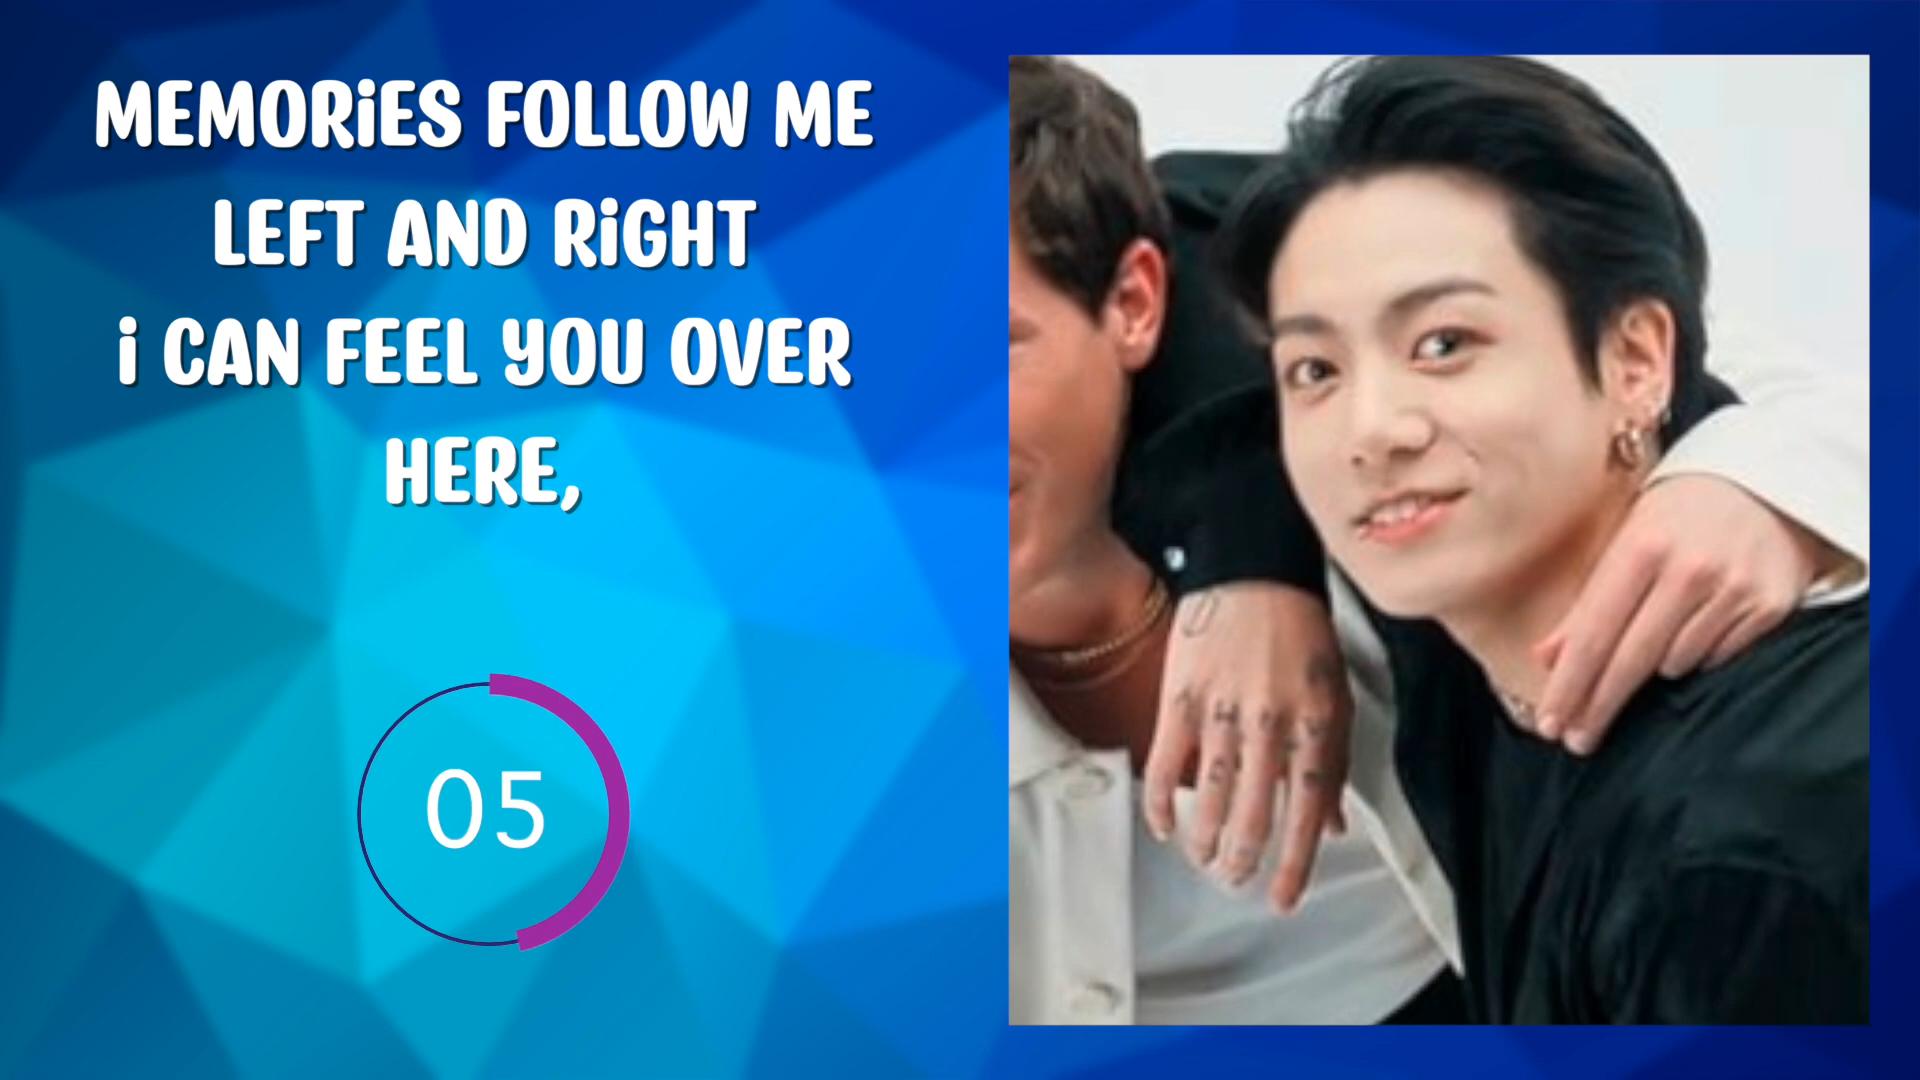 MEMORiES FOLLOW ME
LEFT AND RiGHT
i CAN FEEL YOU OVER
HERE,
05